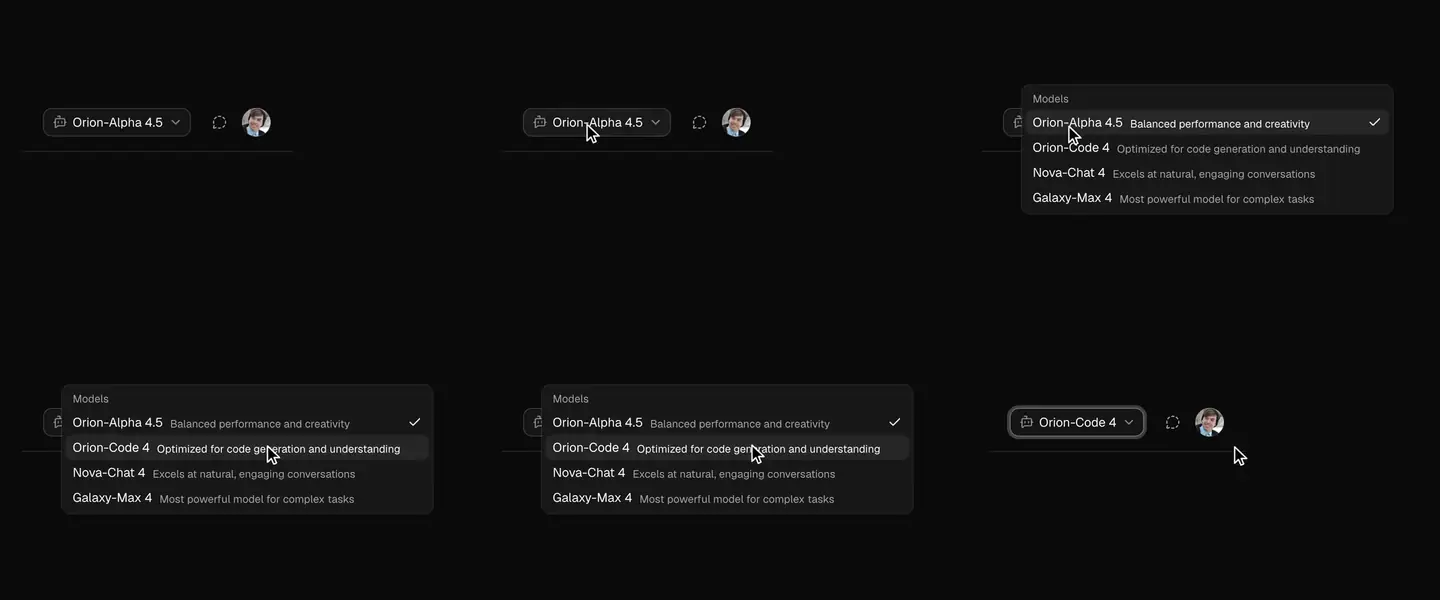 Orion-Alpha 4.5
Orion-Alpha 4.5
Models
Orion-Alpha 4.5 Balanced performance and creativity
Orion-Code 4 Optimized for code generation and understanding
Nova-Chat 4 Excels at natural, engaging conversations
Galaxy-Max 4 Most powerful model for complex tasks
Models
Orion-Alpha 4.5 Balanced performance and creativity
Orion-Code 4 Optimized for code generation and understanding
Nova-Chat 4 Excels at natural, engaging conversations
Galaxy-Max 4 Most powerful model for complex tasks
Models
Orion-Alpha 4.5 Balanced performance and creativity
Orion-Code 4 Optimized for code generation and understanding
Nova-Chat 4 Excels at natural, engaging conversations
Galaxy-Max 4 Most powerful model for complex tasks
Orion-Code 4